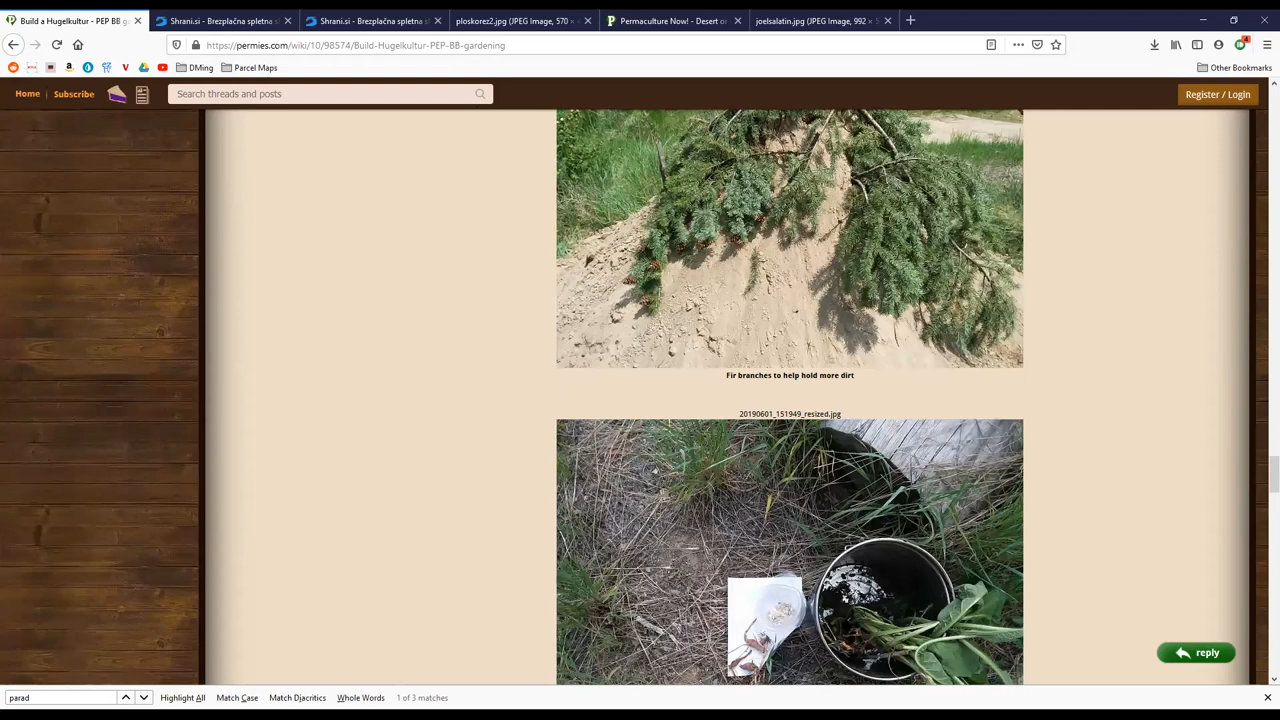 Build a Hugelkultur - PEP BB ga
Shrani.si - Brezplačna spletna s
Shrani.si - Brezplačna spletna s
ploskorez2.jpg (JPEG Image, 570 ×
Permaculture Now! - Desert or
joelsalatin.jpg (JPEG Image, 992 ×
https://permies.com/wiki/10/98574/Build-Hugelkultur-PEP-BB-gardening
4
DMing
Parcel Maps
Other Bookmarks
Home
Subscribe
Search threads and posts
Register / Login
Fir branches to help hold more dirt
20190601_151949_resized.jpg
reply
parad
Highlight All
Match Case
Match Diacritics
Whole Words
1 of 3 matches